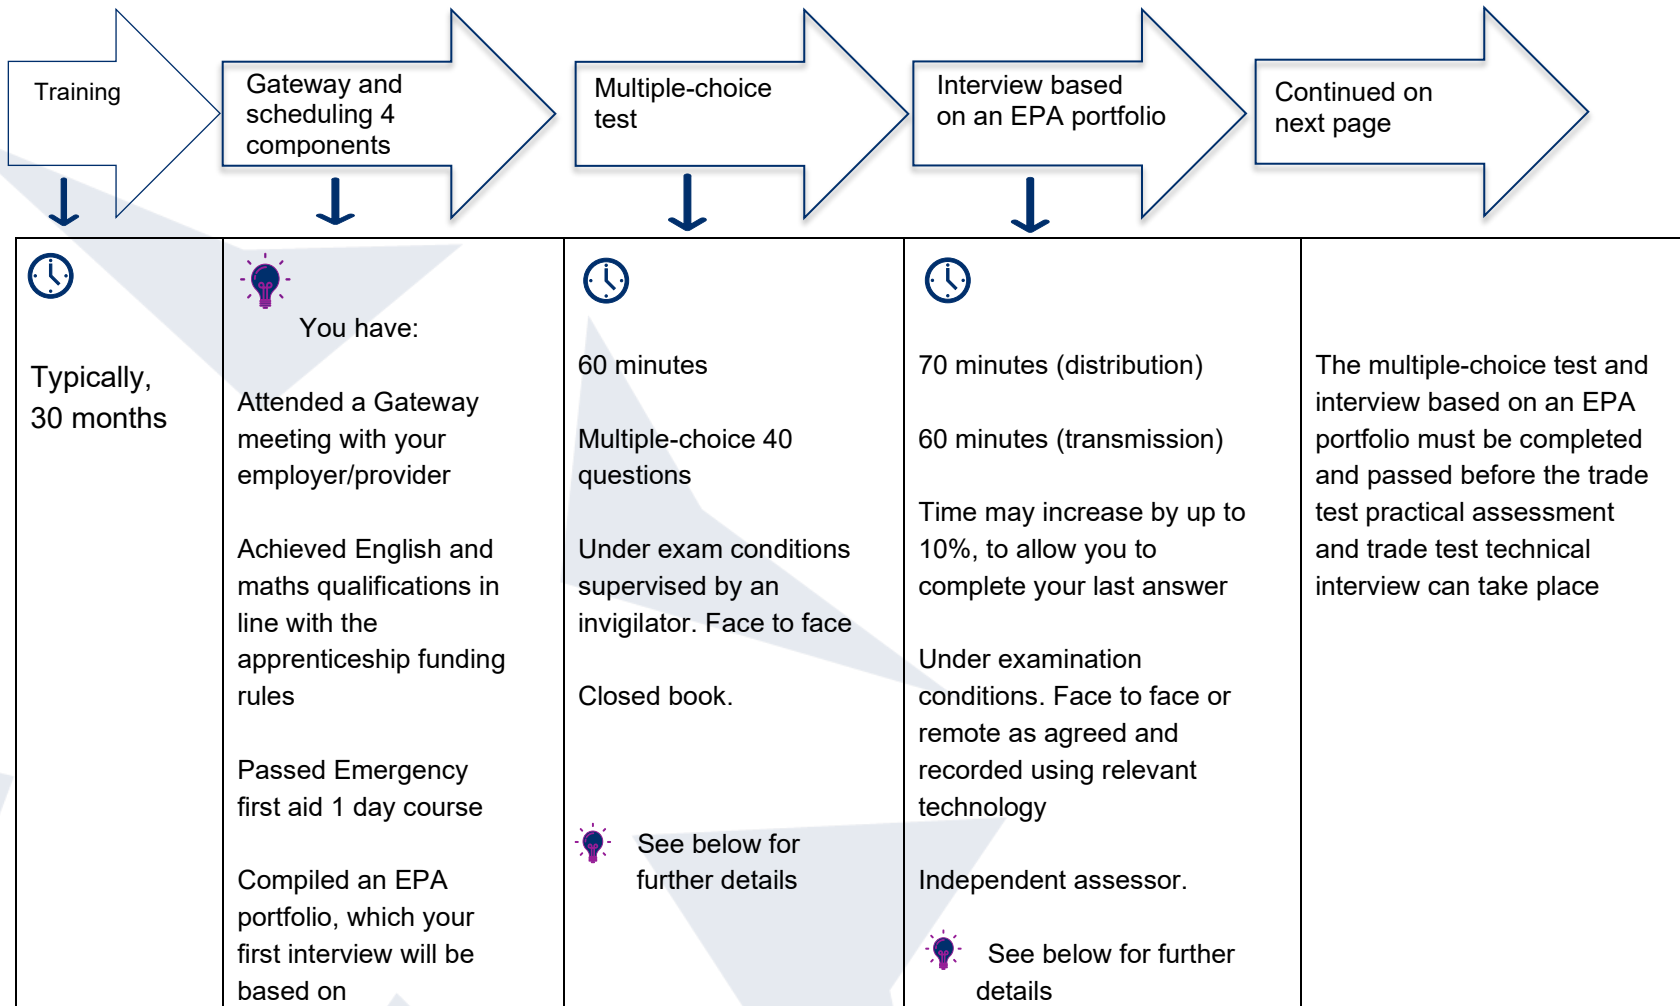 Training
Gateway and
scheduling 4
components
Multiple-choice
test
Interview based
on an EPA portfolio
Continued on
next page
Typically,
30 months
You have:
Attended a Gateway
meeting with your
employer/provider
Achieved English and
maths qualifications in
line with the
apprenticeship funding
rules
Passed Emergency
first aid 1 day course
Compiled an EPA
portfolio, which your
first interview will be
based on
60 minutes
Multiple-choice 40
questions
Under exam conditions
supervised by an
invigilator. Face to face
Closed book.
See below for
further details
70 minutes (distribution)
60 minutes (transmission)
Time may increase by up to
10%, to allow you to
complete your last answer
Under examination
conditions. Face to face or
remote as agreed and
recorded using relevant
technology
Independent assessor.
See below for further
details
The multiple-choice test and
interview based on an EPA
portfolio must be completed
and passed before the trade
test practical assessment
and trade test technical
interview can take place